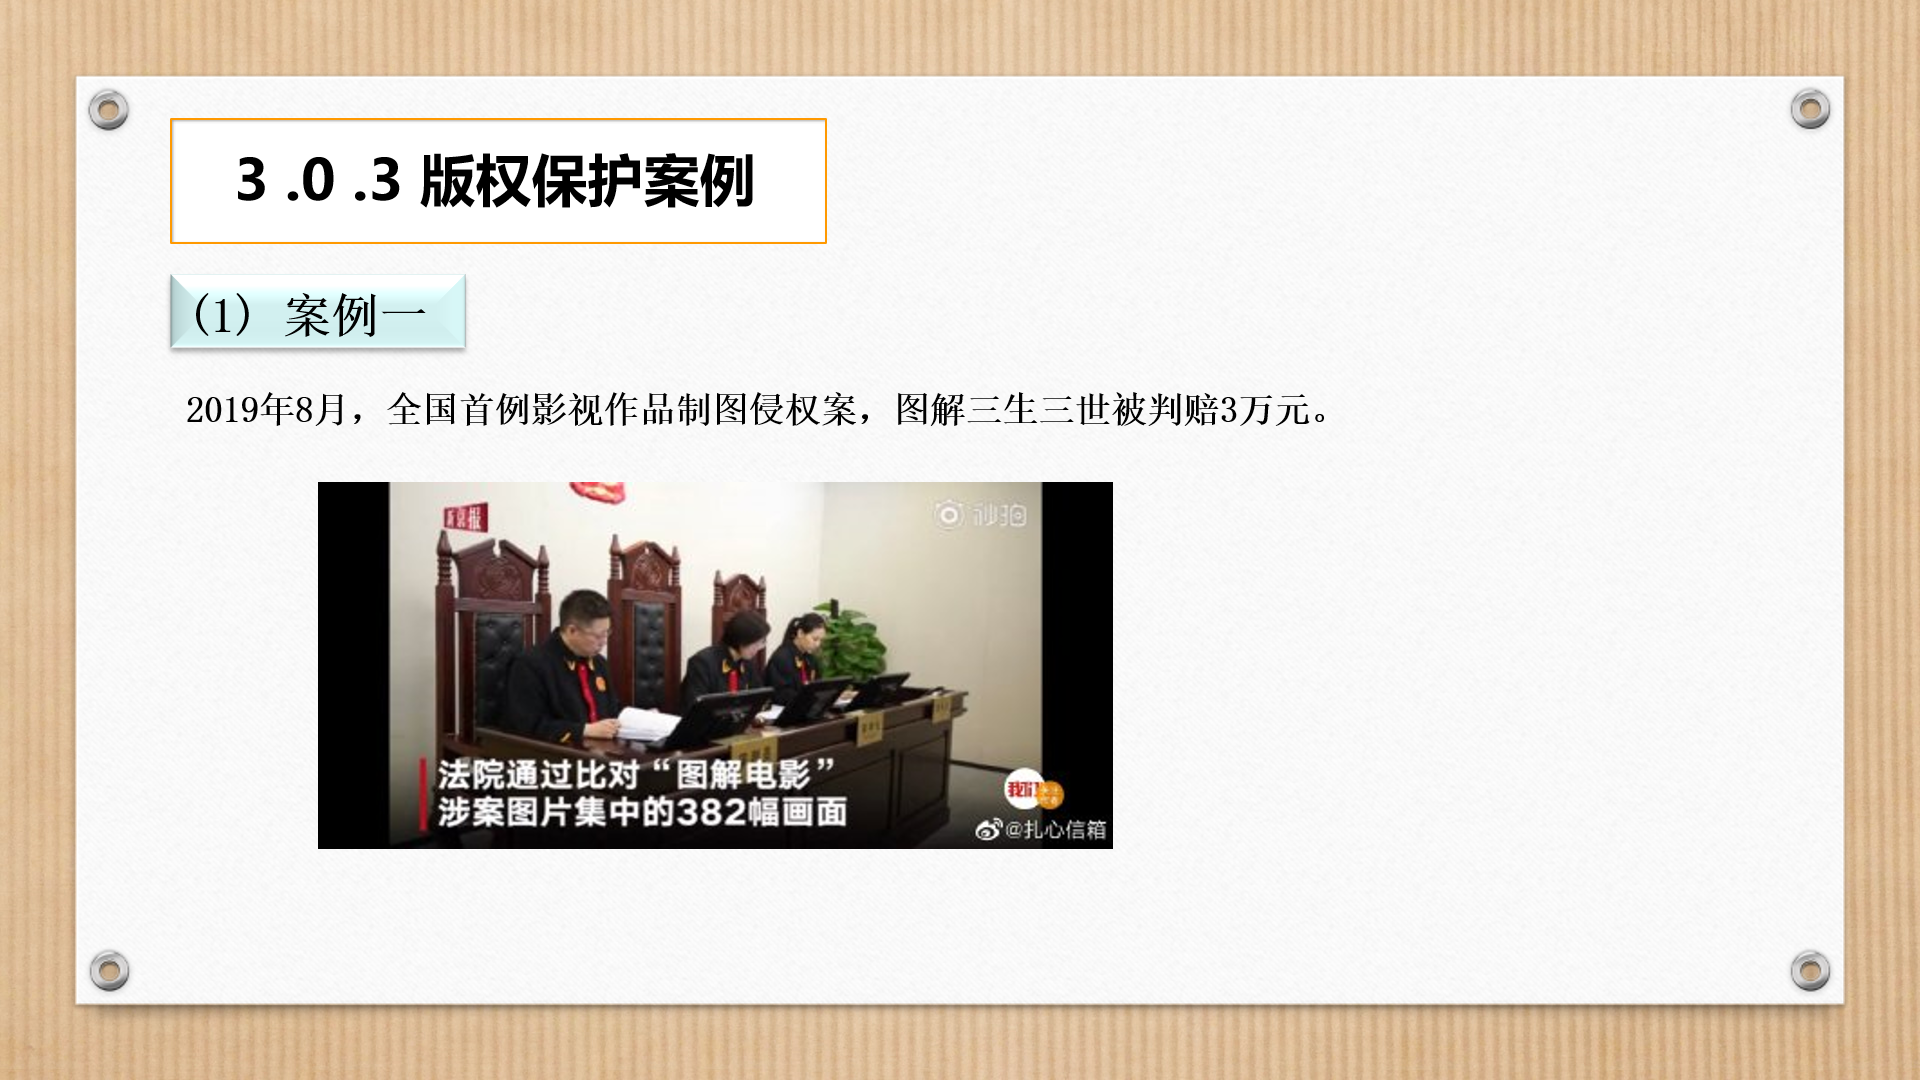 3 .0 .3 版权保护案例
(1) 案例一
2019年8月，全国首例影视作品制图侵权案，图解三生三世被判赔3万元。
新京报
秒拍
法院通过比对“图解电影”
涉案图片集中的382幅画面
我们
@扎心信箱